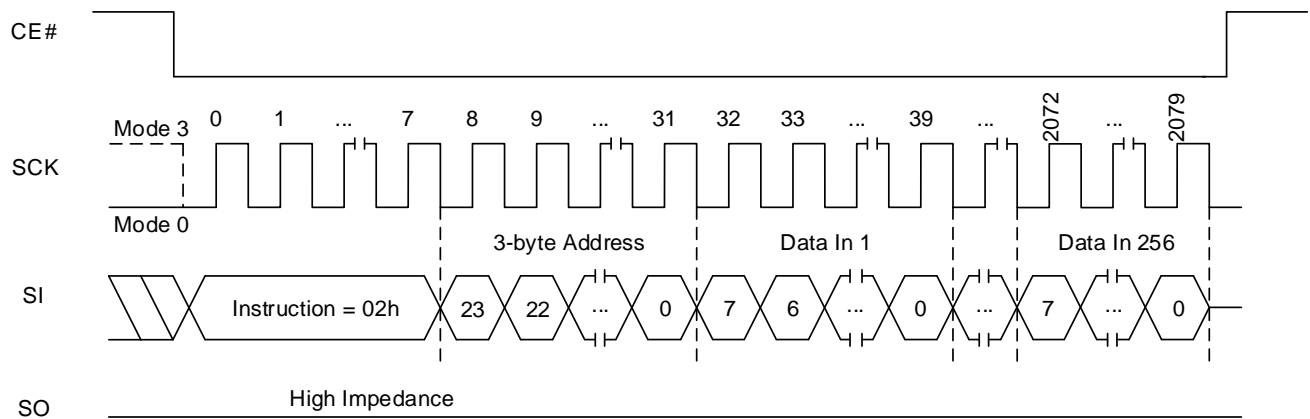 CE#
SCK
Mode 3
Mode 0
0 1 ... 7 8 9 ... 31 32 33 ... 39 ... 2072 ... 2079
3-byte Address Data In 1 Data In 256
SI
Instruction = 02h 23 22 ... 0 7 6 ... 0 ... 7 ... 0
High Impedance
SO